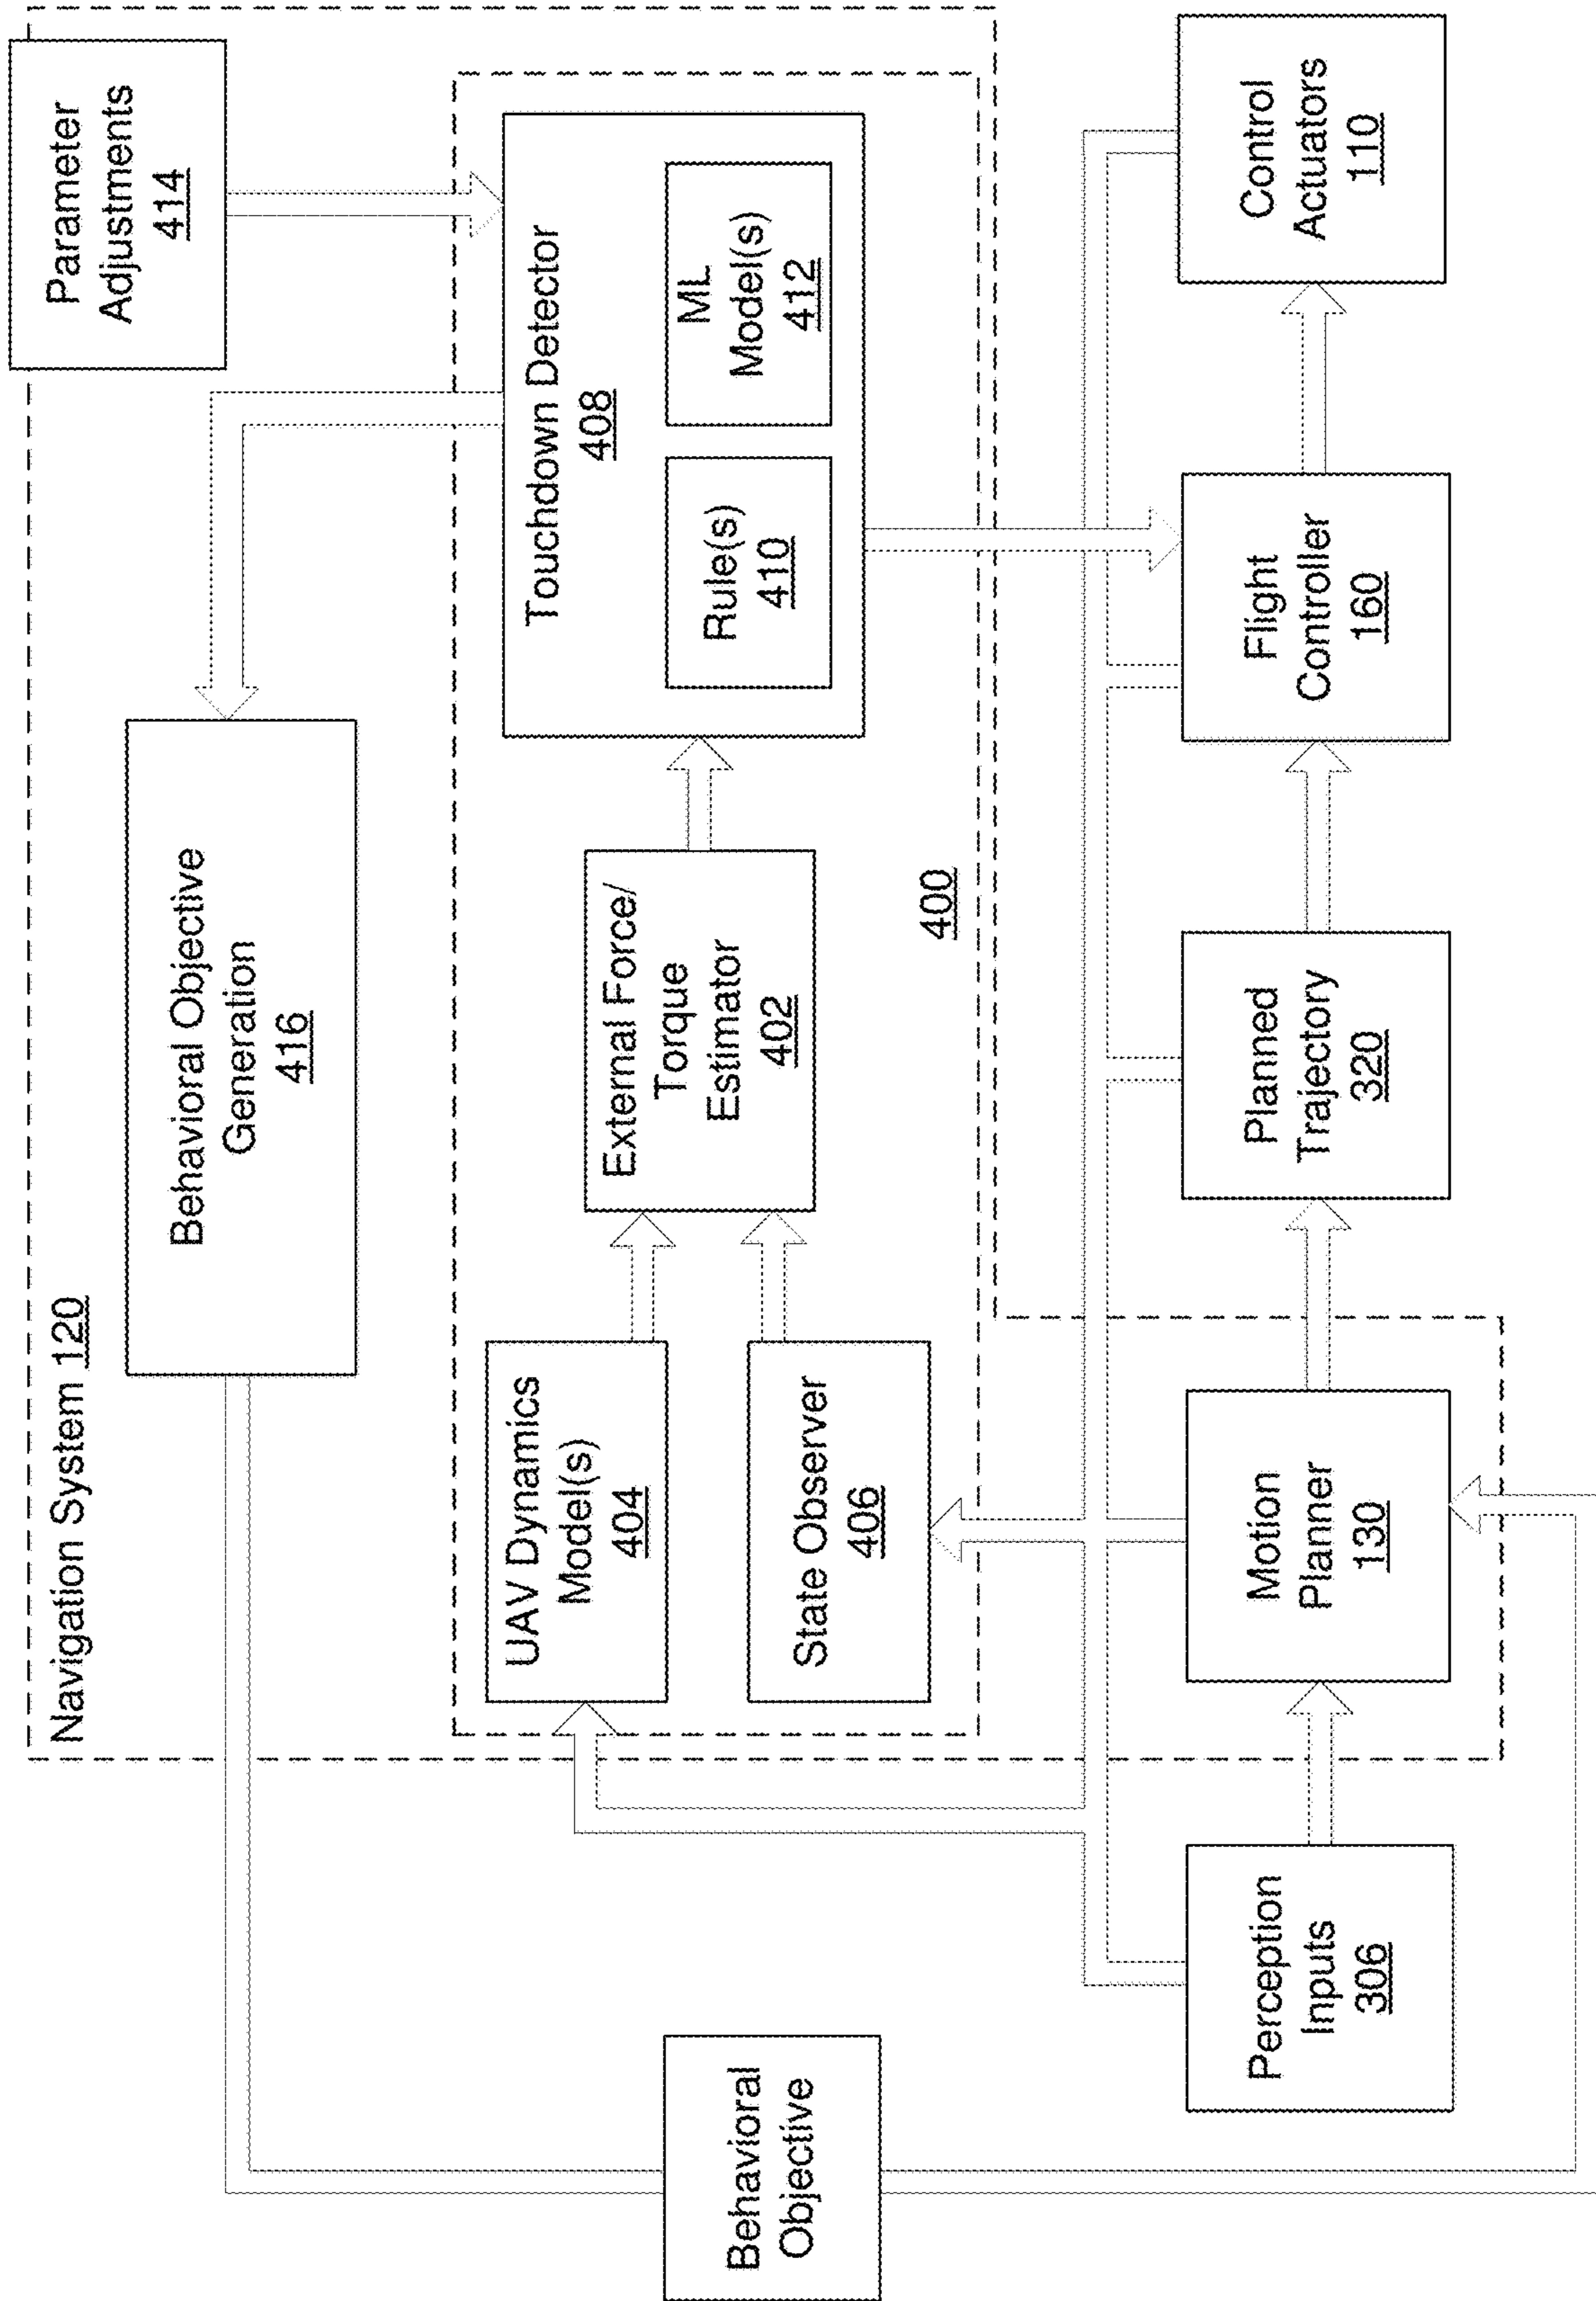 Navigation System 120
Parameter
Adjustments
414
Behavioral Objective
Generation
416
Touchdown Detector
408
Rule(s)
410
ML
Model(s)
412
External Force/
Torque
Estimator
402
UAV Dynamics
Model(s)
404
State Observer
406
400
Behavioral
Objective
Perception
Inputs
306
Motion
Planner
130
Planned
Trajectory
320
Flight
Controller
160
Control
Actuators
110